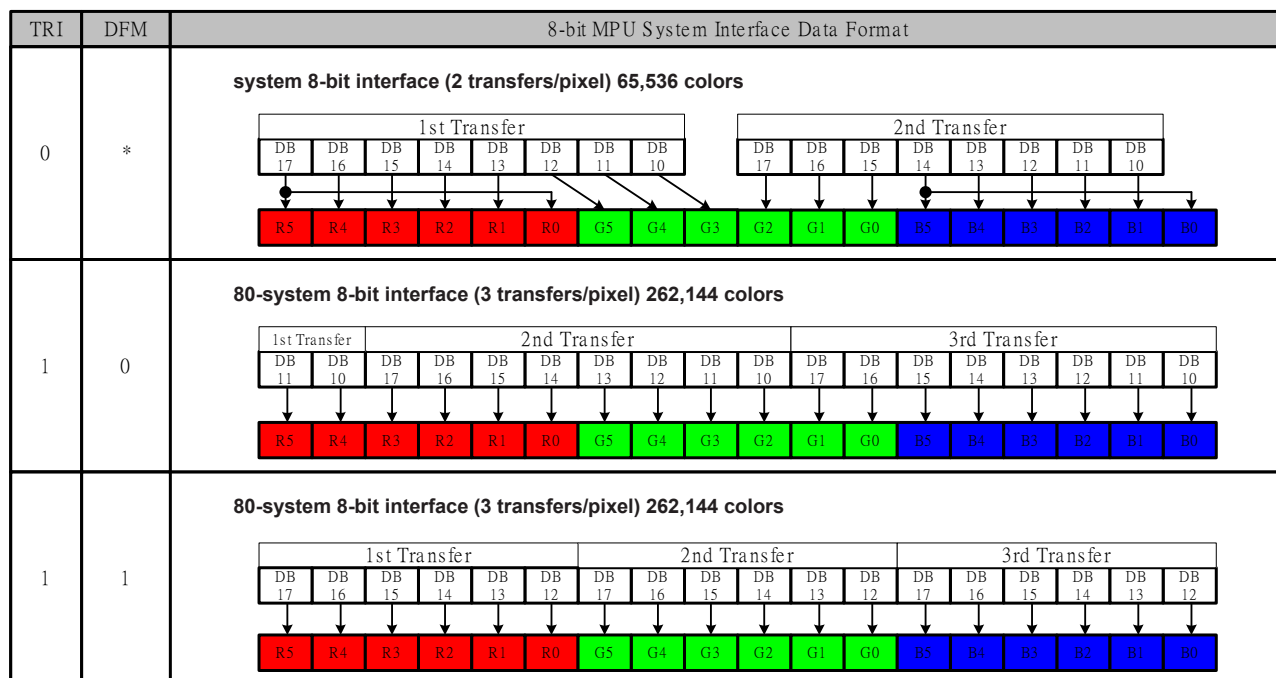 TRI DFM 8-bit MPU System Interface Data Format
0 *
system 8-bit interface (2 transfers/pixel) 65,536 colors
1st Transfer 2nd Transfer
DB DB DB DB DB DB DB DB DB DB DB DB DB DB DB DB
17 16 15 14 13 12 11 10 17 16 15 14 13 12 11 10
R5 R4 R3 R2 R1 R0 G5 G4 G3 G2 G1 G0 B5 B4 B3 B2 B1 B0
1 0
80-system 8-bit interface (3 transfers/pixel) 262,144 colors
1st Transfer 2nd Transfer 3rd Transfer
DB DB DB DB DB DB DB DB DB DB DB DB DB DB DB DB DB DB
11 10 17 16 15 14 13 12 11 10 17 16 15 14 13 12 11 10
R5 R4 R3 R2 R1 R0 G5 G4 G3 G2 G1 G0 B5 B4 B3 B2 B1 B0
1 1
80-system 8-bit interface (3 transfers/pixel) 262,144 colors
1st Transfer 2nd Transfer 3rd Transfer
DB DB DB DB DB DB DB DB DB DB DB DB DB DB DB DB DB DB
17 16 15 14 13 12 17 16 15 14 13 12 17 16 15 14 13 12
R5 R4 R3 R2 R1 R0 G5 G4 G3 G2 G1 G0 B5 B4 B3 B2 B1 B0